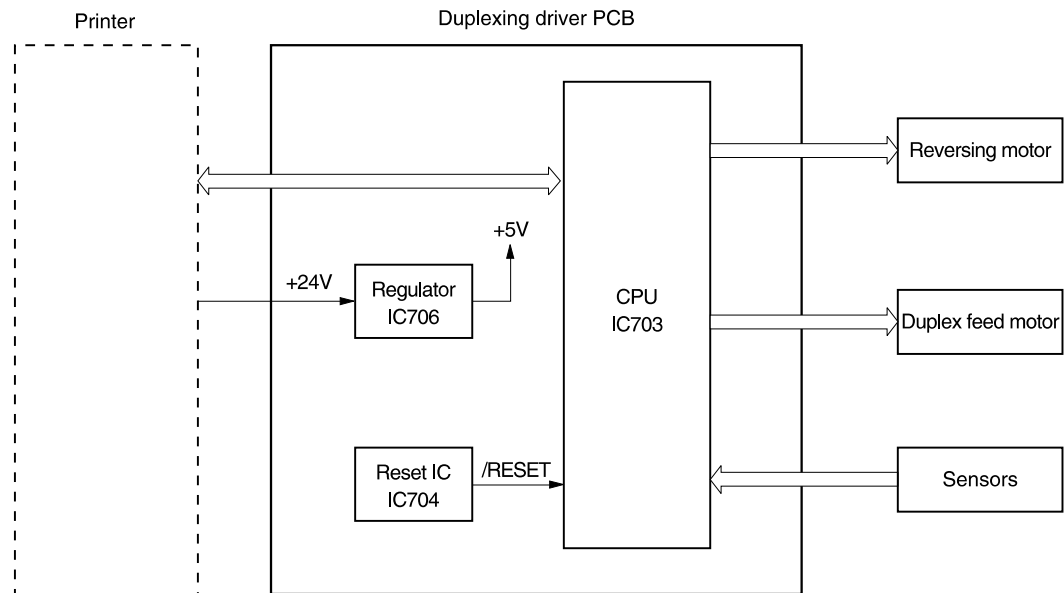 Printer
Duplexing driver PCB
Reversing motor
+5V
+24V
Regulator
IC706
CPU
IC703
Duplex feed motor
Reset IC
IC704
/RESET
Sensors